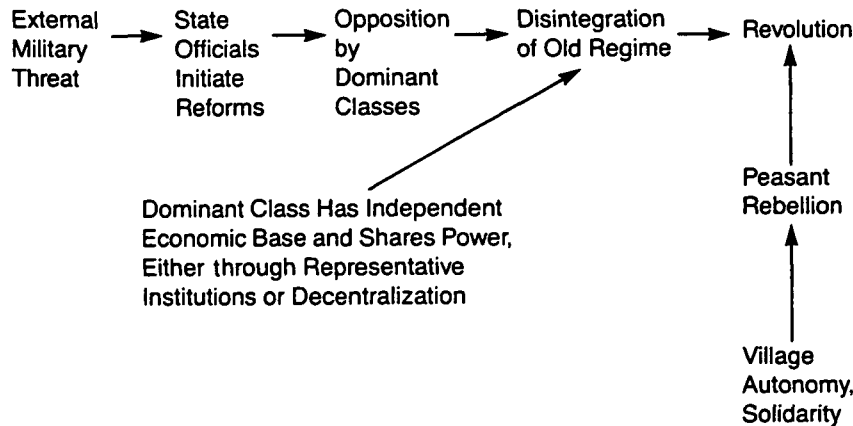 External
Military
Threat
State
Officials
Initiate
Reforms
Opposition
by
Dominant
Classes
Disintegration
of Old Regime
Revolution
Peasant
Rebellion
Dominant Class Has Independent
Economic Base and Shares Power,
Either through Representative
Institutions or Decentralization
Village
Autonomy,
Solidarity